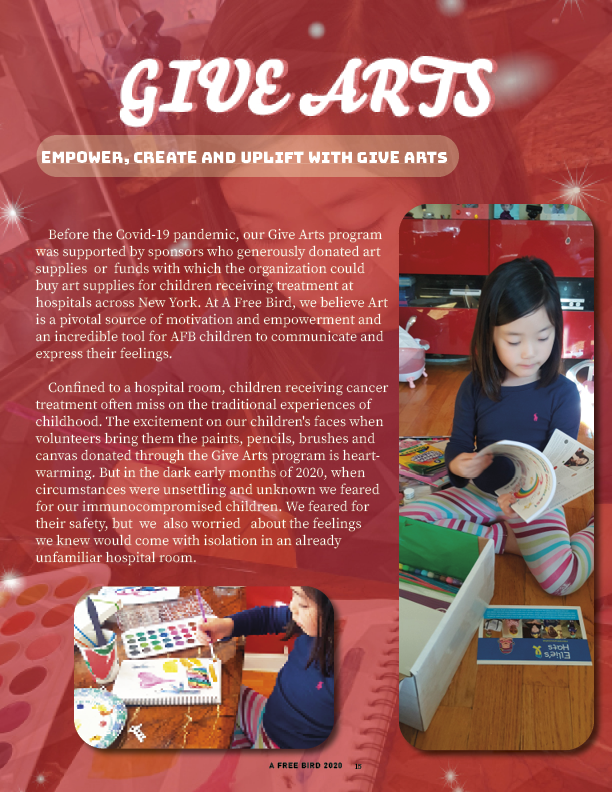 GIVE ARTS
EMPOWER, CREATE AND UPLIFT WITH GIVE ARTS
Before the Covid-19 pandemic, our Give Arts program
was supported by sponsors who generously donated art
supplies or funds with which the organization could
buy art supplies for children receiving treatment at
hospitals across New York. At A Free Bird, we believe Art
is a pivotal source of motivation and empowerment and
an incredible tool for AFB children to communicate and
express their feelings.
Confined to a hospital room, children receiving cancer
treatment often miss on the traditional experiences of
childhood. The excitement on our children's faces when
volunteers bring them the paints, pencils, brushes and
canvas donated through the Give Arts program is heart-
warming. But in the dark early months of 2020, when
circumstances were unsettling and unknown we feared
for our immunocompromised children. We feared for
their safety, but we also worried about the feelings
we knew would come with isolation in an already
unfamiliar hospital room.
Ellie's
Hats
A FREE BIRD 2020 15